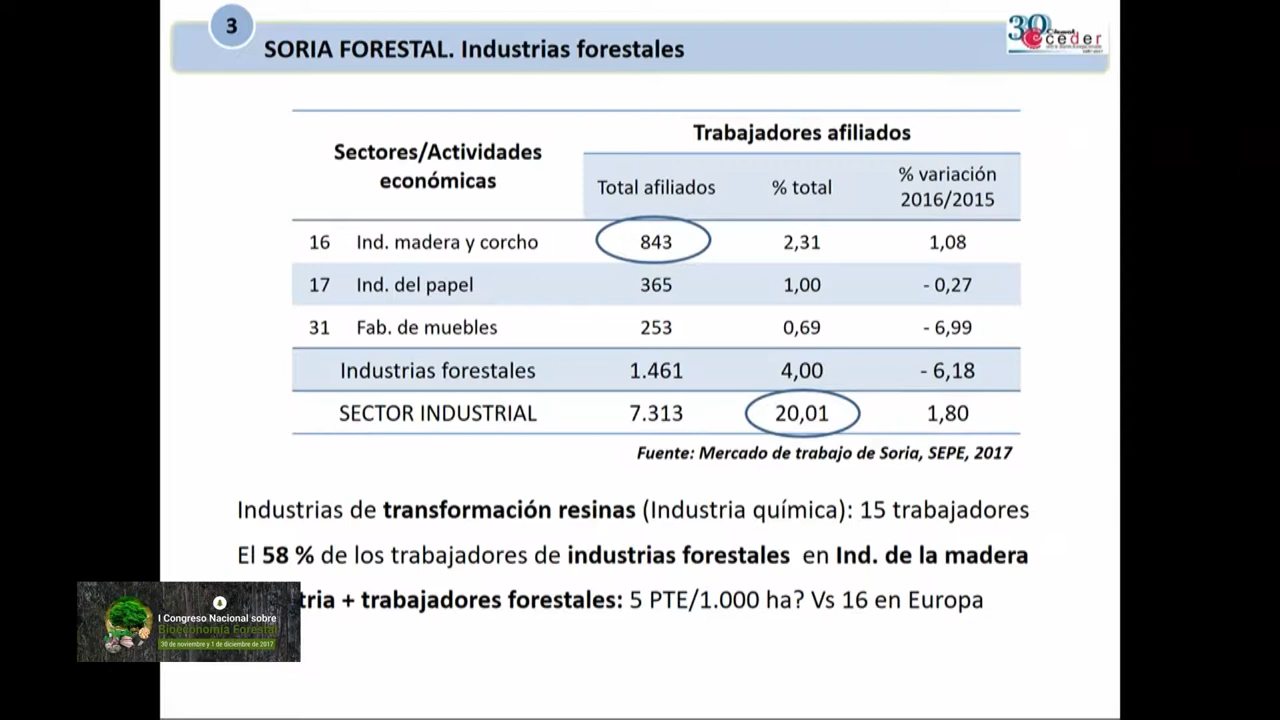 3
SORIA FORESTAL. Industrias forestales
30
ceder
Sectores/Actividades
económicas
Trabajadores afiliados
Total afiliados % total % variación
2016/2015
16 Ind. madera y corcho 843 2,31 1,08
17 Ind. del papel 365 1,00 - 0,27
31 Fab. de muebles 253 0,69 - 6,99
Industrias forestales 1.461 4,00 - 6,18
SECTOR INDUSTRIAL 7.313 20,01 1,80
Fuente: Mercado de trabajo de Soria, SEPE, 2017
Industrias de transformación resinas (Industria química): 15 trabajadores
El 58 % de los trabajadores de industrias forestales en Ind. de la madera
tria + trabajadores forestales: 5 PTE/1.000 ha? Vs 16 en Europa
I Congreso Nacional sobre
Bioeconomía Forestal
30 de noviembre y 1 de diciembre de 2017